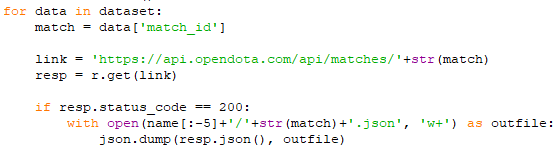 for data in dataset:
    match = data['match_id']

    link = 'https://api.opendota.com/api/matches/'+str(match)
    resp = r.get(link)

    if resp.status_code == 200:
        with open(name[:-5]+'/'+str(match)+'.json', 'w+') as outfile:
            json.dump(resp.json(), outfile)